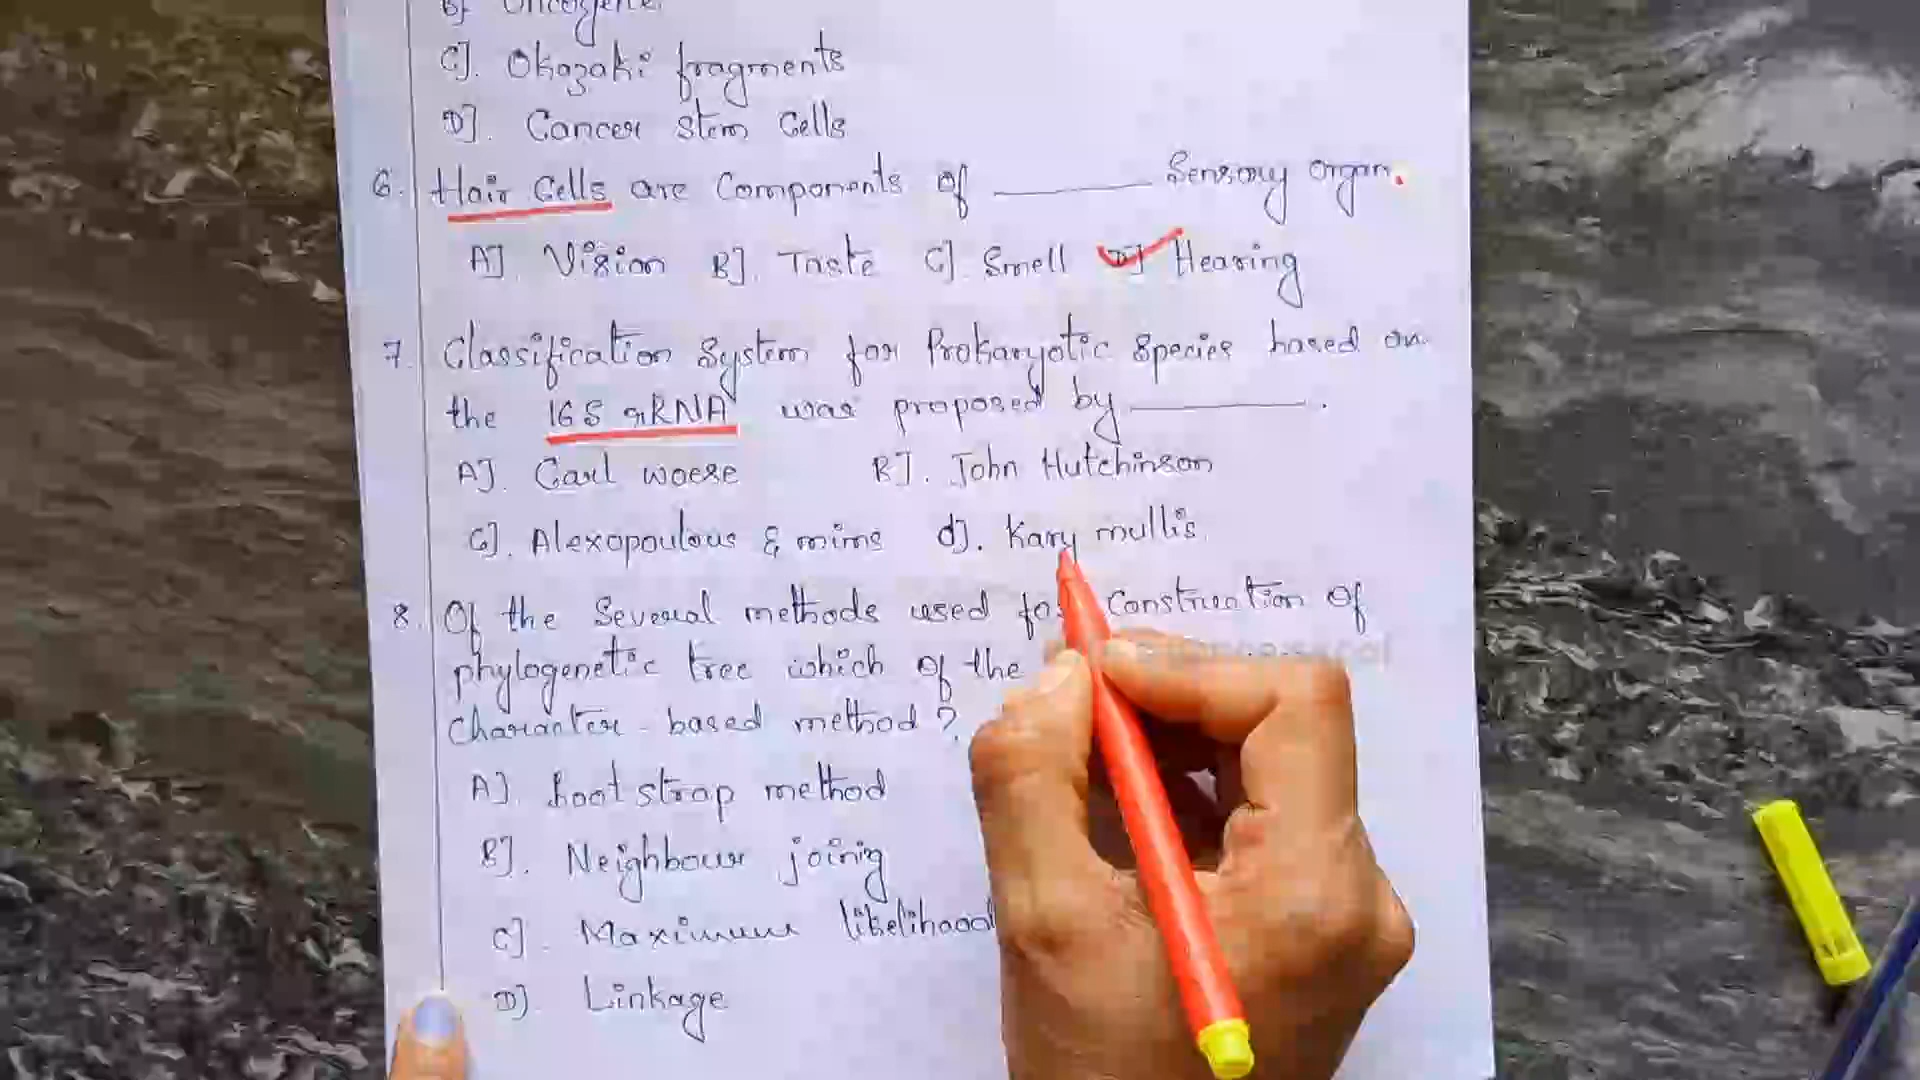 B] Oncogene
C]. Okazaki fragments
D]. Cancer stem Cells
6. Hair Cells are Components of ______ Sensory organ.
A]. Vision B]. Taste C]. Smell D] Hearing
7. Classification System for Prokaryotic Species based on
the 16S rRNA was proposed by ______.
A]. Carl woese B]. John Hutchinson
C]. Alexopoulous & mims d]. Kary mullis
8. Of the Several methods used for Construction of
phylogenetic tree which of the
Character-based method?
A]. Boot strap method
B]. Neighbour joinig
C]. Maximum likelihood
D]. Linkage